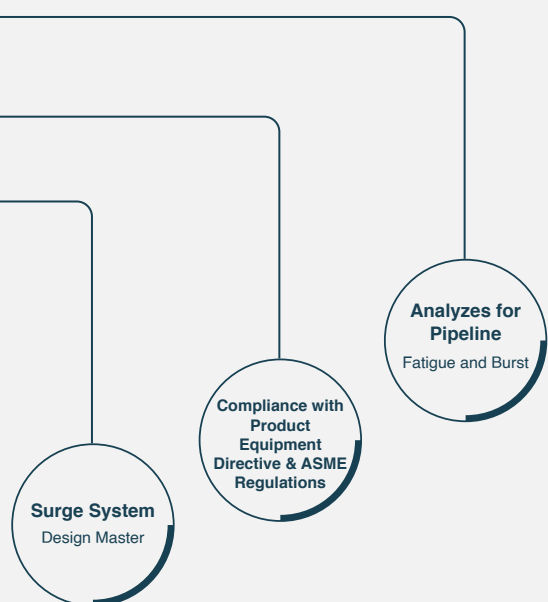 Analyzes for
Pipeline
Fatigue and Burst
Compliance with
Product
Equipment
Directive & ASME
Regulations
Surge System
Design Master